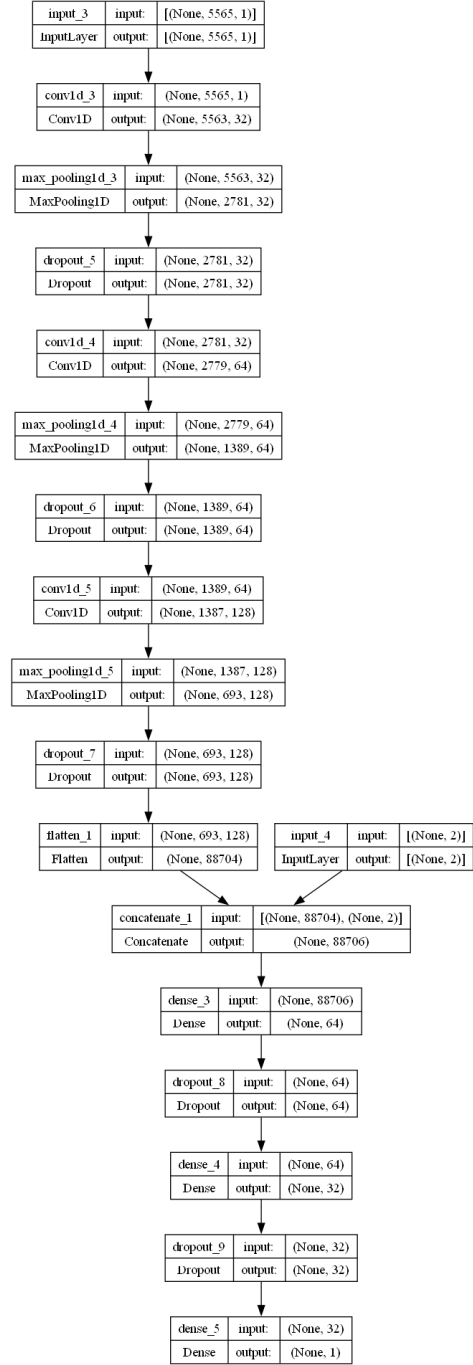 input_3 input: [(None, 5565, 1)]
InputLayer output: [(None, 5565, 1)]
conv1d_3 input: (None, 5565, 1)
Conv1D output: (None, 5563, 32)
max_pooling1d_3 input: (None, 5563, 32)
MaxPooling1D output: (None, 2781, 32)
dropout_5 input: (None, 2781, 32)
Dropout output: (None, 2781, 32)
conv1d_4 input: (None, 2781, 32)
Conv1D output: (None, 2779, 64)
max_pooling1d_4 input: (None, 2779, 64)
MaxPooling1D output: (None, 1389, 64)
dropout_6 input: (None, 1389, 64)
Dropout output: (None, 1389, 64)
conv1d_5 input: (None, 1389, 64)
Conv1D output: (None, 1387, 128)
max_pooling1d_5 input: (None, 1387, 128)
MaxPooling1D output: (None, 693, 128)
dropout_7 input: (None, 693, 128)
Dropout output: (None, 693, 128)
flatten_1 input: (None, 693, 128)
Flatten output: (None, 88704)
input_4 input: [(None, 2)]
InputLayer output: [(None, 2)]
concatenate_1 input: [(None, 88704), (None, 2)]
Concatenate output: (None, 88706)
dense_3 input: (None, 88706)
Dense output: (None, 64)
dropout_8 input: (None, 64)
Dropout output: (None, 64)
dense_4 input: (None, 64)
Dense output: (None, 32)
dropout_9 input: (None, 32)
Dropout output: (None, 32)
dense_5 input: (None, 32)
Dense output: (None, 1)